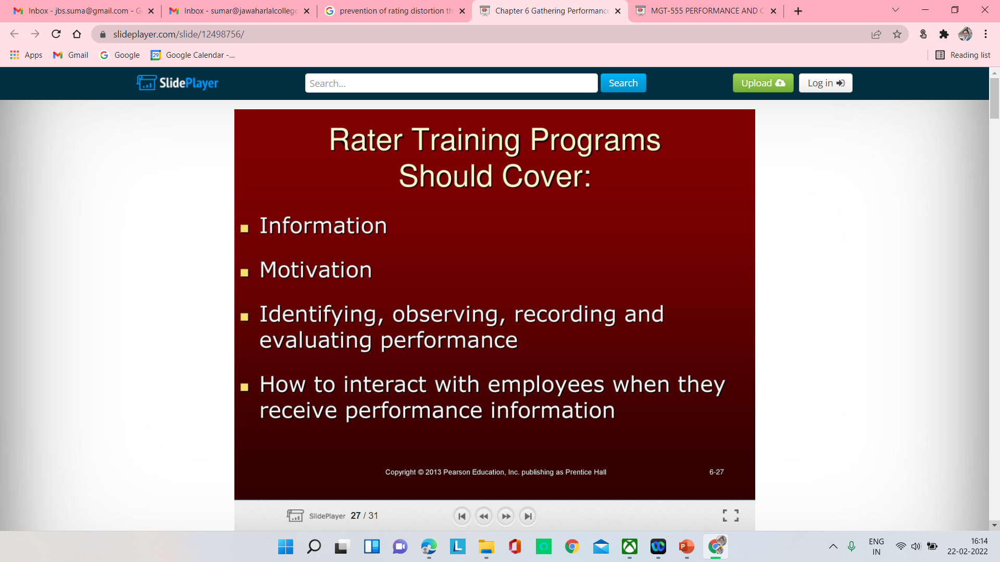 Inbox - jbs.suma@gmail.com - G
Inbox - sumar@jawaharlalcollege
prevention of rating distortion th
Chapter 6 Gathering Performance
MGT-555 PERFORMANCE AND C
slideplayer.com/slide/12498756/
Apps
Gmail
Google
29
Google Calendar -...
Reading list
SlidePlayer
Search...
Search
Upload
Log in
Rater Training Programs
Should Cover:
Information
Motivation
Identifying, observing, recording and
evaluating performance
How to interact with employees when they
receive performance information
Copyright © 2013 Pearson Education, Inc. publishing as Prentice Hall
6-27
SlidePlayer 27 / 31
ENG
IN
16:14
22-02-2022